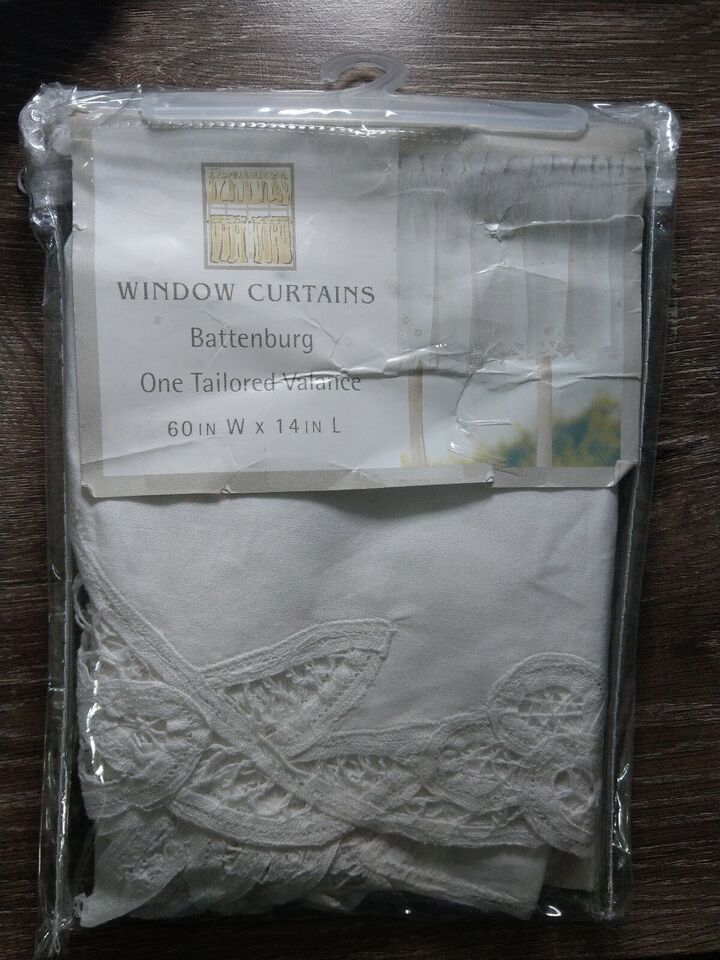 WINDOW CURTAINS
Battenburg
One Tailored Valance
60IN W x 14IN L